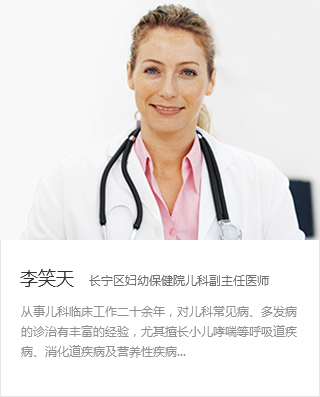 李笑天 长宁区妇幼保健院儿科副主任医师
从事儿科临床工作二十余年，对儿科常见病、多发病
的诊治有丰富的经验，尤其擅长小儿哮喘等呼吸道疾
病、消化道疾病及营养性疾病...